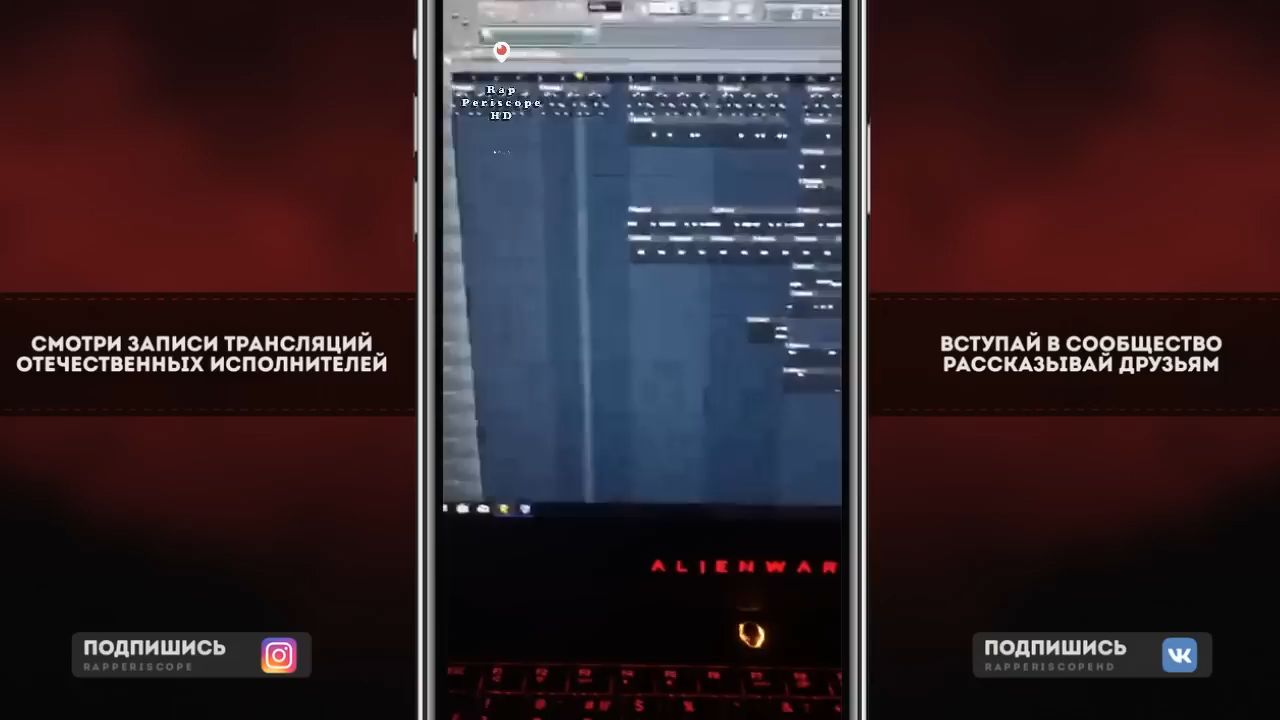 Rap
Periscope
HD
СМОТРИ ЗАПИСИ ТРАНСЛЯЦИЙ
ОТЕЧЕСТВЕННЫХ ИСПОЛНИТЕЛЕЙ
ВСТУПАЙ В СООБЩЕСТВО
РАССКАЗЫВАЙ ДРУЗЬЯМ
ALIENWAR
ПОДПИШИСЬ
RAPPERISCOPE
ПОДПИШИСЬ
RAPPERISCOPEHD